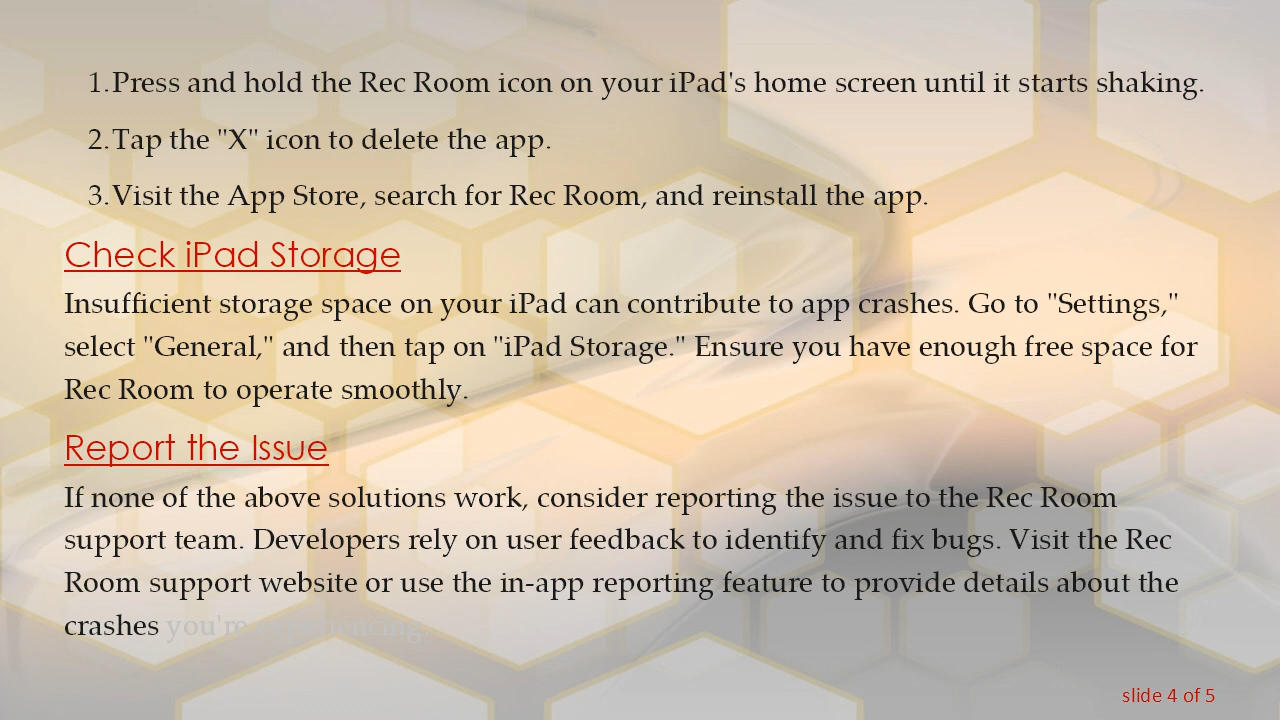 1. Press and hold the Rec Room icon on your iPad's home screen until it starts shaking.
2. Tap the "X" icon to delete the app.
3. Visit the App Store, search for Rec Room, and reinstall the app.
Check iPad Storage
Insufficient storage space on your iPad can contribute to app crashes. Go to "Settings,"
select "General," and then tap on "iPad Storage." Ensure you have enough free space for
Rec Room to operate smoothly.
Report the Issue
If none of the above solutions work, consider reporting the issue to the Rec Room
support team. Developers rely on user feedback to identify and fix bugs. Visit the Rec
Room support website or use the in-app reporting feature to provide details about the
crashes you're
slide 4 of 5